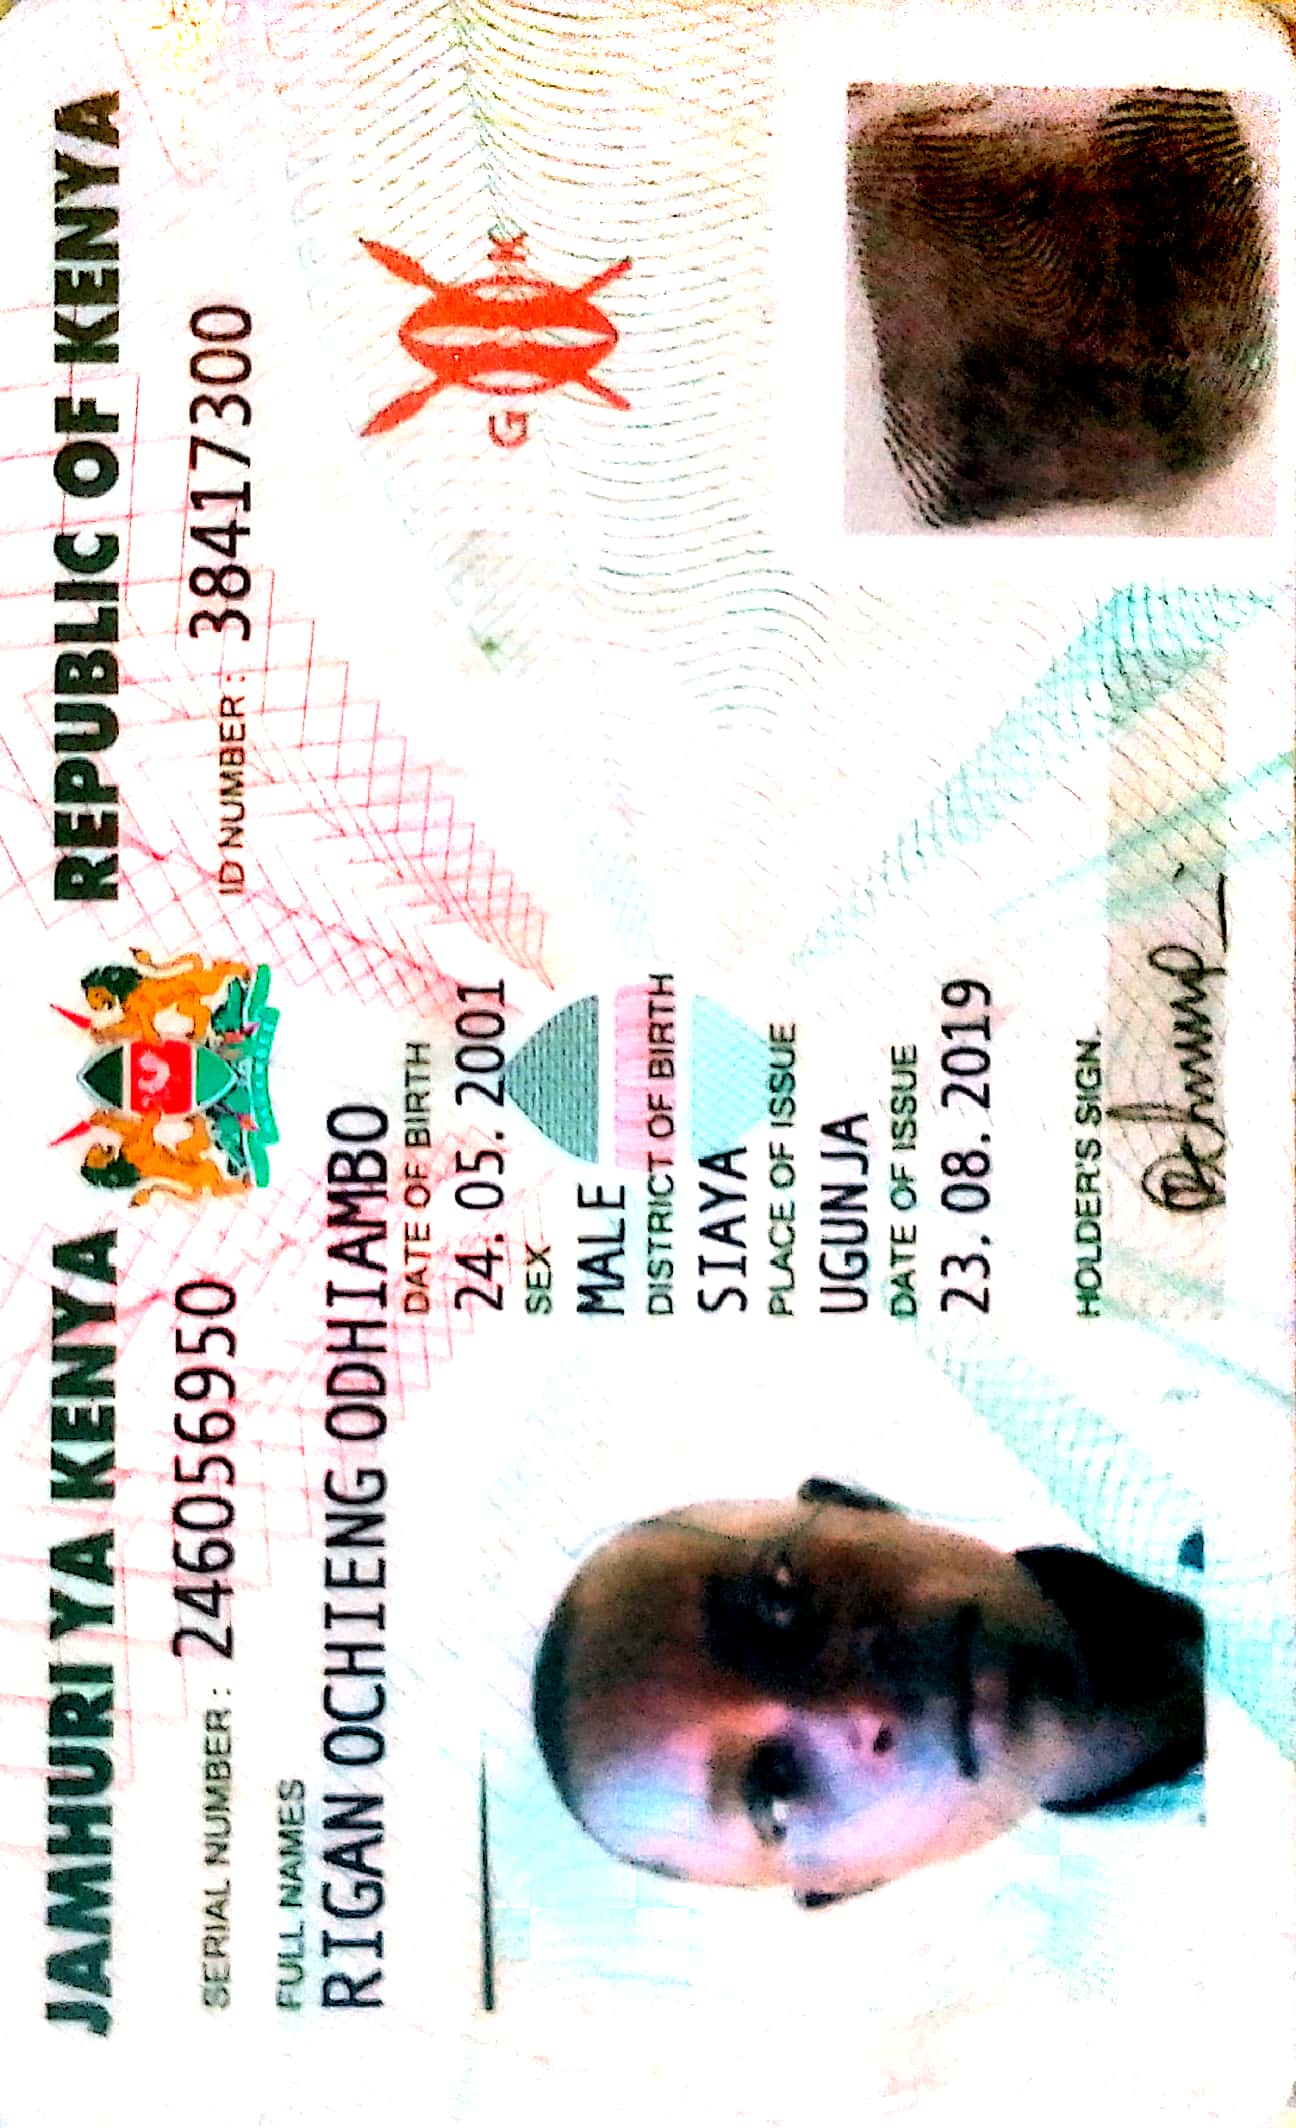 JAMHURI YA KENYA REPUBLIC OF KENYA
SERIAL NUMBER: 246056950 ID NUMBER: 38417300
FULL NAMES
RIGAN OCHIENG ODHIAMBO
DATE OF BIRTH
24. 05. 2001
SEX
MALE
DISTRICT OF BIRTH
SIAYA
PLACE OF ISSUE
UGUNJA
DATE OF ISSUE
23. 08. 2019
HOLDER'S SIGN.
G K